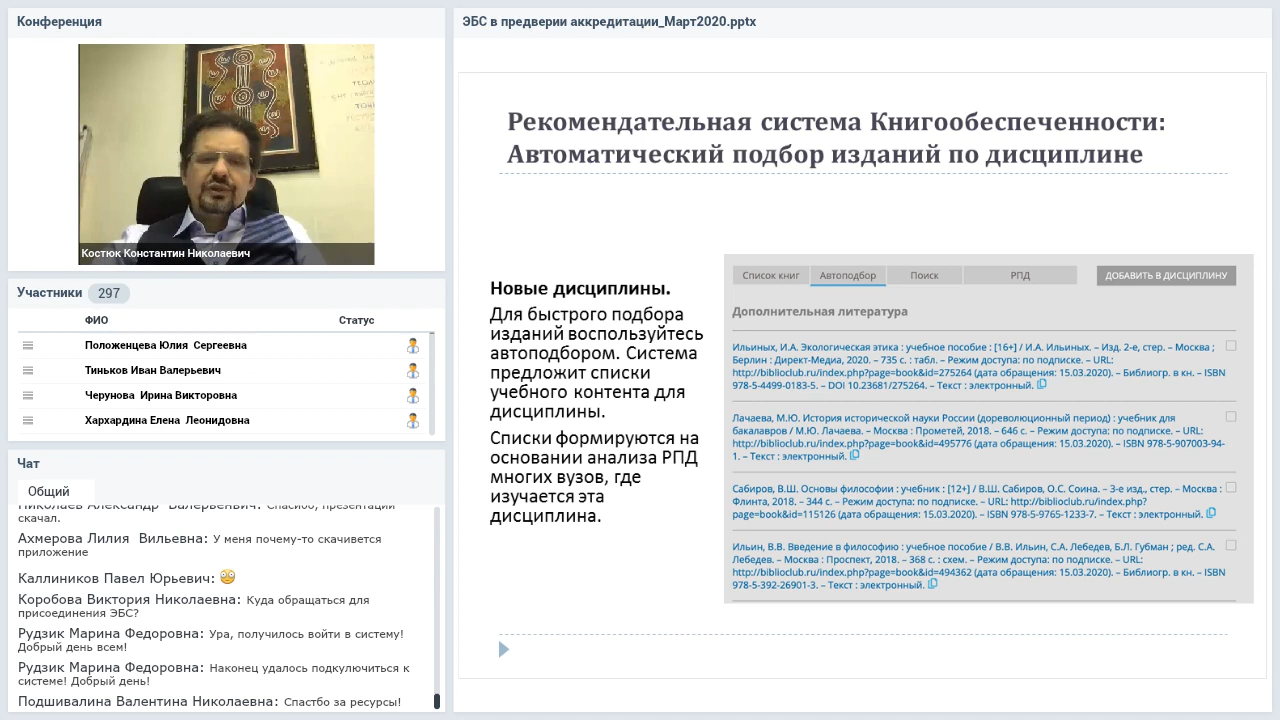 Конференция
Костюк Константин Николаевич
Участники 297
ФИО Статус
Положенцева Юлия Сергеевна
Тиньков Иван Валерьевич
Черунова Ирина Викторовна
Хархардина Елена Леонидовна
Чат
Общий
Николаев Александр Валерьевич: Спасибо, презентации
скачал.
Ахмерова Лилия Вильевна: У меня почему-то скачивется
приложение
Каллиников Павел Юрьевич:
Коробова Виктория Николаевна: Куда обращаться для
присоединения ЭБС?
Рудзик Марина Федоровна: Ура, получилось войти в систему!
Добрый день всем!
Рудзик Марина Федоровна: Наконец удалось подкулючиться к
системе! Добрый день!
Подшивалина Валентина Николаевна: Спастбо за ресурсы!
ЭБС в предверии аккредитации_Март2020.pptx
Рекомендательная система Книгообеспеченности:
Автоматический подбор изданий по дисциплине
Новые дисциплины.
Для быстрого подбора
изданий воспользуйтесь
автоподбором. Система
предложит списки
учебного контента для
дисциплины.
Списки формируются на
основании анализа РПД
многих вузов, где
изучается эта
дисциплина.
Список книг Автоподбор Поиск РПД ДОБАВИТЬ В ДИСЦИПЛИНУ
Дополнительная литература
Ильиных, И.А. Экологическая этика : учебное пособие : [16+] / И.А. Ильиных. – Изд. 2-е, стер. – Москва ;
Берлин : Директ-Медиа, 2020. – 735 с. : табл. – Режим доступа: по подписке. – URL:
http://biblioclub.ru/index.php?page=book&id=275264 (дата обращения: 15.03.2020). – Библиогр. в кн. – ISBN
978-5-4499-0183-5. – DOI 10.23681/275264. – Текст : электронный.
Лачаева, М.Ю. История исторической науки России (дореволюционный период) : учебник для
бакалавров / М.Ю. Лачаева. – Москва : Прометей, 2018. – 646 с. – Режим доступа: по подписке. – URL:
http://biblioclub.ru/index.php?page=book&id=495776 (дата обращения: 15.03.2020). – ISBN 978-5-907003-94-
1. – Текст : электронный.
Сабиров, В.Ш. Основы философии : учебник : [12+] / В.Ш. Сабиров, О.С. Соина. – 3-е изд., стер. – Москва :
Флинта, 2018. – 344 с. – Режим доступа: по подписке. – URL: http://biblioclub.ru/index.php?
page=book&id=115126 (дата обращения: 15.03.2020). – ISBN 978-5-9765-1233-7. – Текст : электронный.
Ильин, В.В. Введение в философию : учебное пособие / В.В. Ильин, С.А. Лебедев, Б.Л. Губман ; ред. С.А.
Лебедев. – Москва : Проспект, 2018. – 368 с. : схем. – Режим доступа: по подписке. – URL:
http://biblioclub.ru/index.php?page=book&id=494362 (дата обращения: 15.03.2020). – Библиогр. в кн. – ISBN
978-5-392-26901-3. – Текст : электронный.